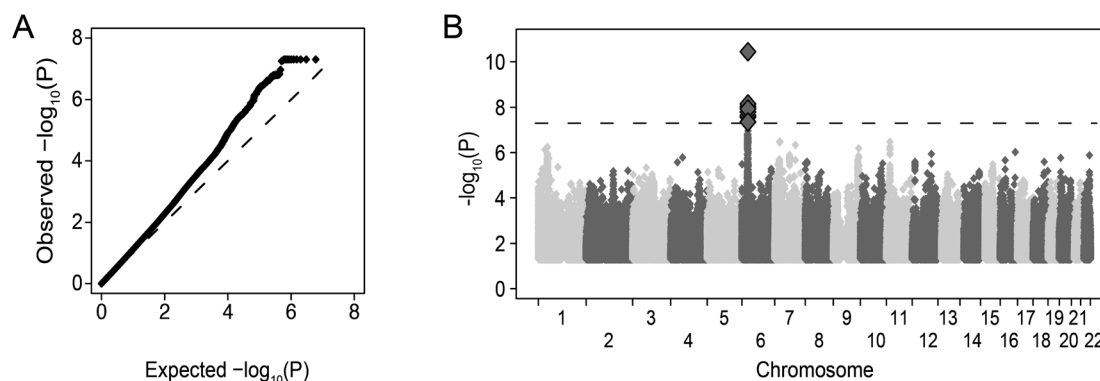 A
Observed −log10(P)
8
6
4
2
0
0 2 4 6 8
Expected −log10(P)
B
-log10(P)
10
8
6
4
2
0
1 3 5 7 9 11 13 15 17 19 21
2 4 6 8 10 12 14 16 18 20 22
Chromosome